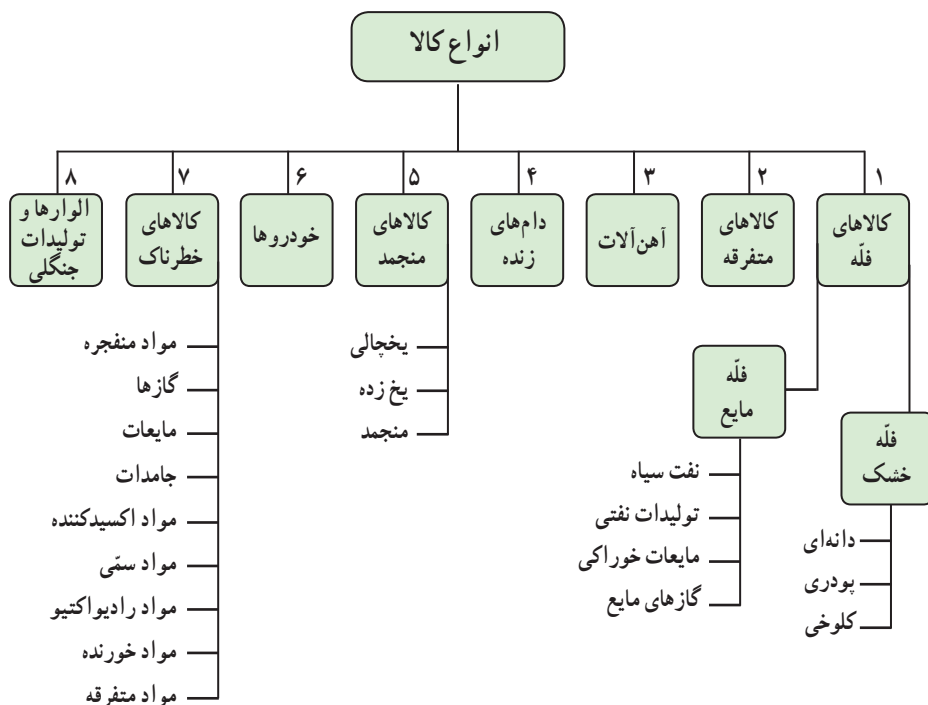 انواع کالا
۱
کالاهای
فلّه
۲
کالاهای
متفرقه
۳
آهن‌آلات
۴
دام‌های
زنده
۵
کالاهای
منجمد
۶
خودروها
۷
کالاهای
خطرناک
۸
الوارها و
تولیدات
جنگلی
فلّه
خشک
دانه‌ای
پودری
کلوخی
فلّه
مایع
نفت سیاه
تولیدات نفتی
مایعات خوراکی
گازهای مایع
یخچالی
یخ زده
منجمد
مواد منفجره
گازها
مایعات
جامدات
مواد اکسیدکننده
مواد سمّی
مواد رادیواکتیو
مواد خورنده
مواد متفرقه